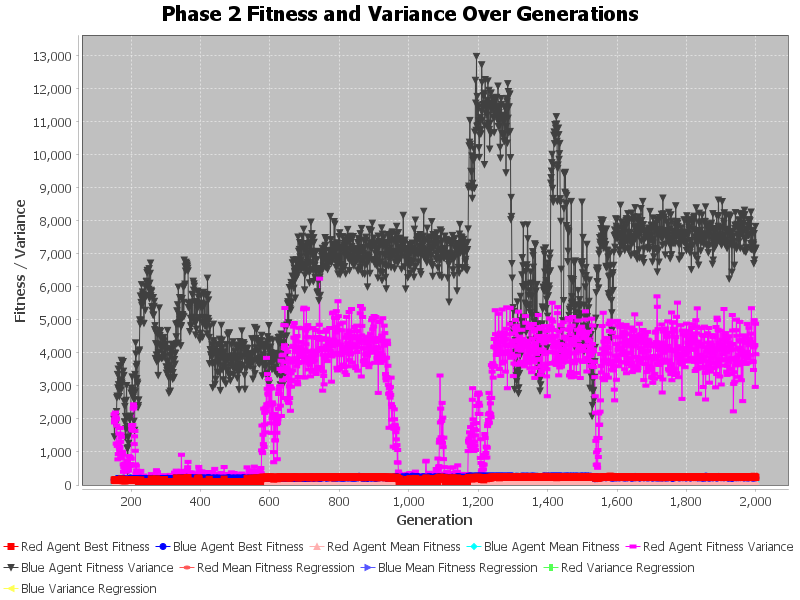 Phase 2 Fitness and Variance Over Generations
13,000
12,000
11,000
10,000
9,000
8,000
7,000
6,000
5,000
4,000
3,000
2,000
1,000
0
Fitness / Variance
200 400 600 800 1,000 1,200 1,400 1,600 1,800 2,000
Generation
Red Agent Best Fitness Blue Agent Best Fitness Red Agent Mean Fitness Blue Agent Mean Fitness Red Agent Fitness Variance
Blue Agent Fitness Variance Red Mean Fitness Regression Blue Mean Fitness Regression Red Variance Regression
Blue Variance Regression